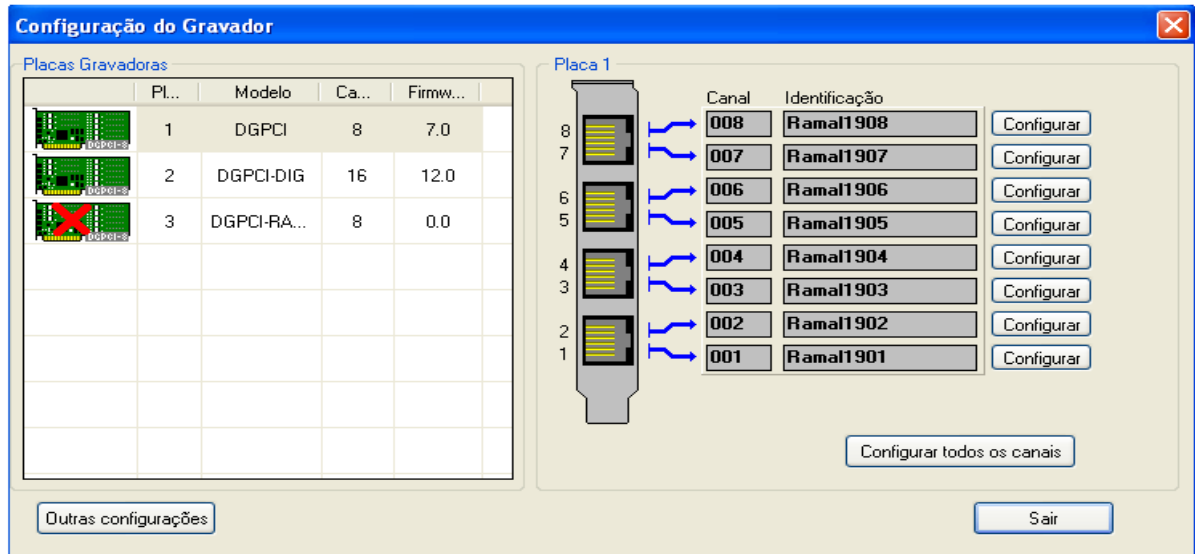 Configuração do Gravador
Placas Gravadoras
Pl... Modelo Ca... Firmw...
DGPCI-8 1 DGPCI 8 7.0
DGPCI-8 2 DGPCI-DIG 16 12.0
DGPCI-8 3 DGPCI-RA... 8 0.0
Outras configurações
Placa 1
Canal Identificação
8 008 Ramal1908 Configurar
7 007 Ramal1907 Configurar
6 006 Ramal1906 Configurar
5 005 Ramal1905 Configurar
4 004 Ramal1904 Configurar
3 003 Ramal1903 Configurar
2 002 Ramal1902 Configurar
1 001 Ramal1901 Configurar
Configurar todos os canais
Sair